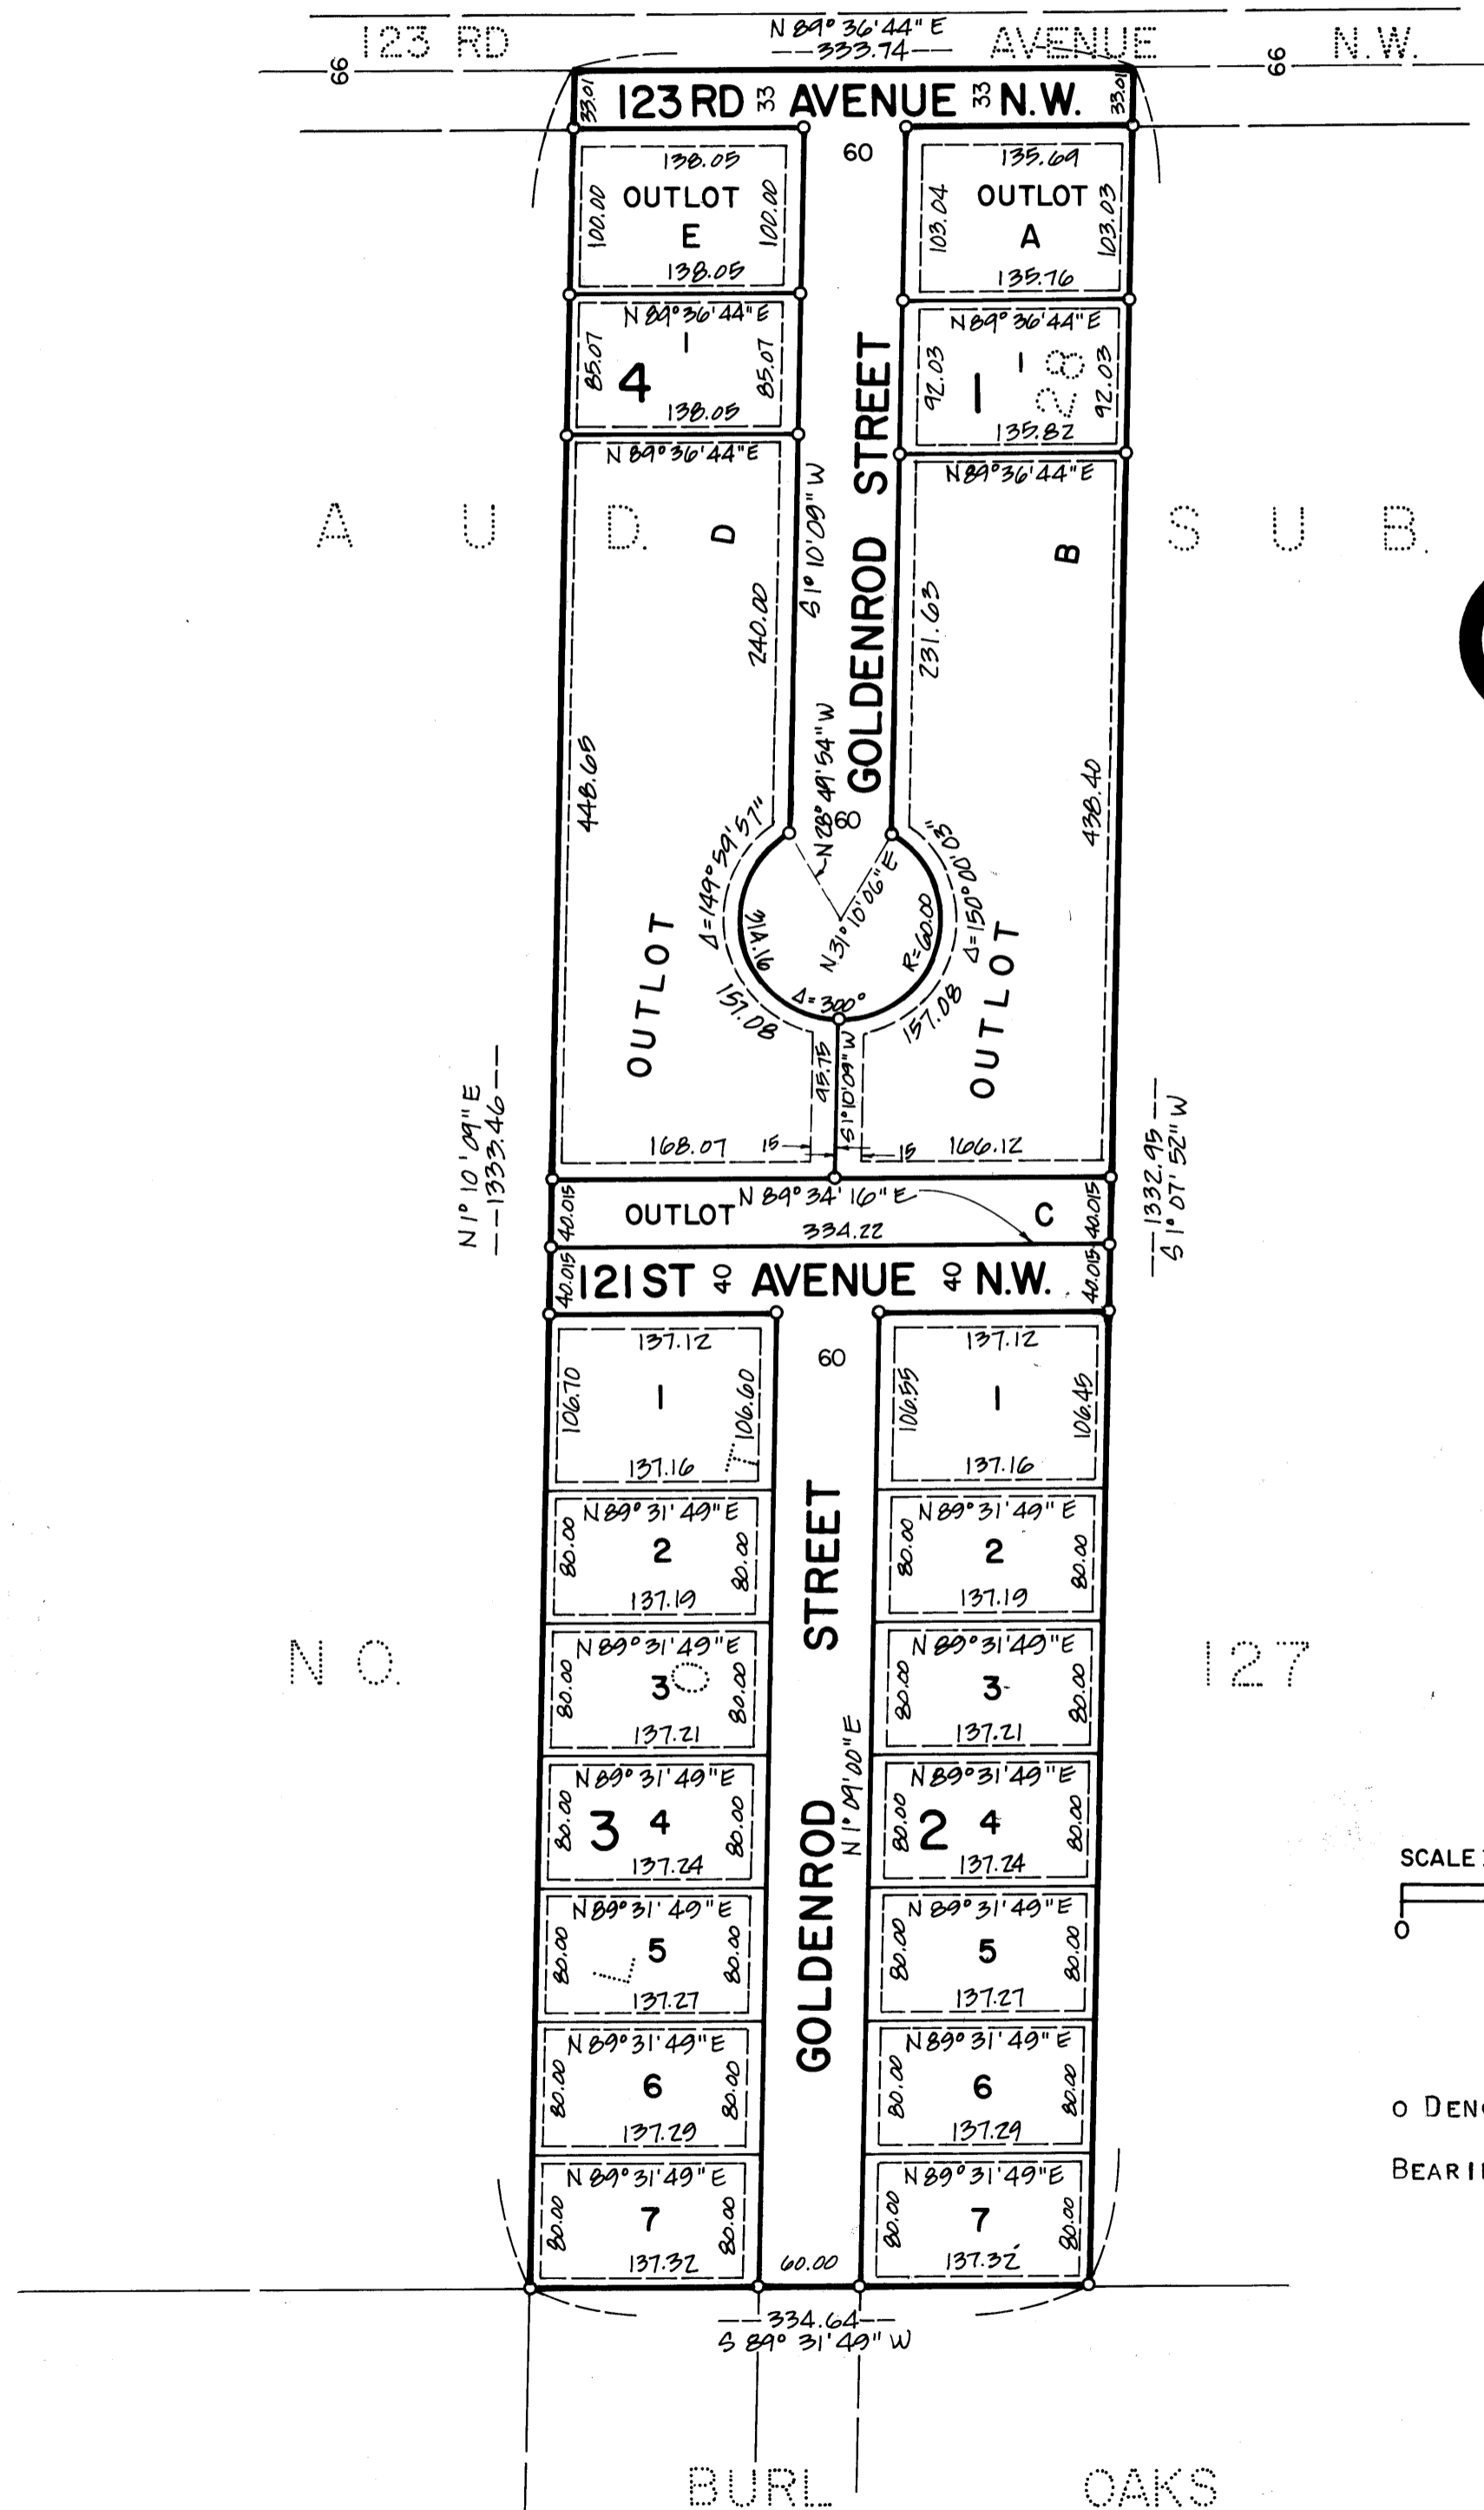 N 89° 36' 44" E
123 RD AVENUE N.W.
333.74
66 66
33.01 123RD 33 AVENUE 33 N.W. 33.01
60
138.05 135.69
OUTLOT OUTLOT
E A
100.00 100.00 103.04 103.03
138.05 135.76
N 89° 36' 44" E N 89° 36' 44" E
1 1
85.07 4 85.07 92.03 1 28 92.03
138.05 135.82
N 89° 36' 44" E N 89° 36' 44" E
GOLDENROD STREET
S 1° 10' 09" W
A U D. S U B.
OUTLOT D OUTLOT B
240.00 231.63
448.65 438.40
N 28° 49' 54" W
60
Δ=149° 59' 57" Δ=150° 00' 03"
N 31° 10' 06" E
R=60.00
314.16
Δ=300°
157.08 157.08
95.75
S 1° 10' 09" W
N 1° 10' 09" E
1333.46
1332.95
S 1° 07' 52" W
168.07 15 15 166.12
40.015 OUTLOT N 89° 34' 16" E C 40.015
334.22
40.015 121ST 40 AVENUE 40 N.W. 40.015
137.12 60 137.12
106.70 1 106.60 106.55 1 106.45
137.16 T 137.16
N 89° 31' 49" E N 89° 31' 49" E
80.00 2 80.00 80.00 2 80.00
137.19 137.19
GOLDENROD STREET
N 1° 09' 00" E
N 89° 31' 49" E N 89° 31' 49" E
NO. 127
80.00 3 O 80.00 80.00 3 80.00
137.21 137.21
N 89° 31' 49" E N 89° 31' 49" E
80.00 3 4 80.00 80.00 2 4 80.00
137.24 137.24
SCALE
0
N 89° 31' 49" E N 89° 31' 49" E
80.00 L 5 80.00 80.00 5 80.00
137.27 137.27
N 89° 31' 49" E N 89° 31' 49" E
80.00 6 80.00 80.00 6 80.00
137.29 137.29
o DEN
BEARI
N 89° 31' 49" E N 89° 31' 49" E
80.00 7 80.00 80.00 7 80.00
137.32 60.00 137.32
334.64
S 89° 31' 49" W
BURL OAKS